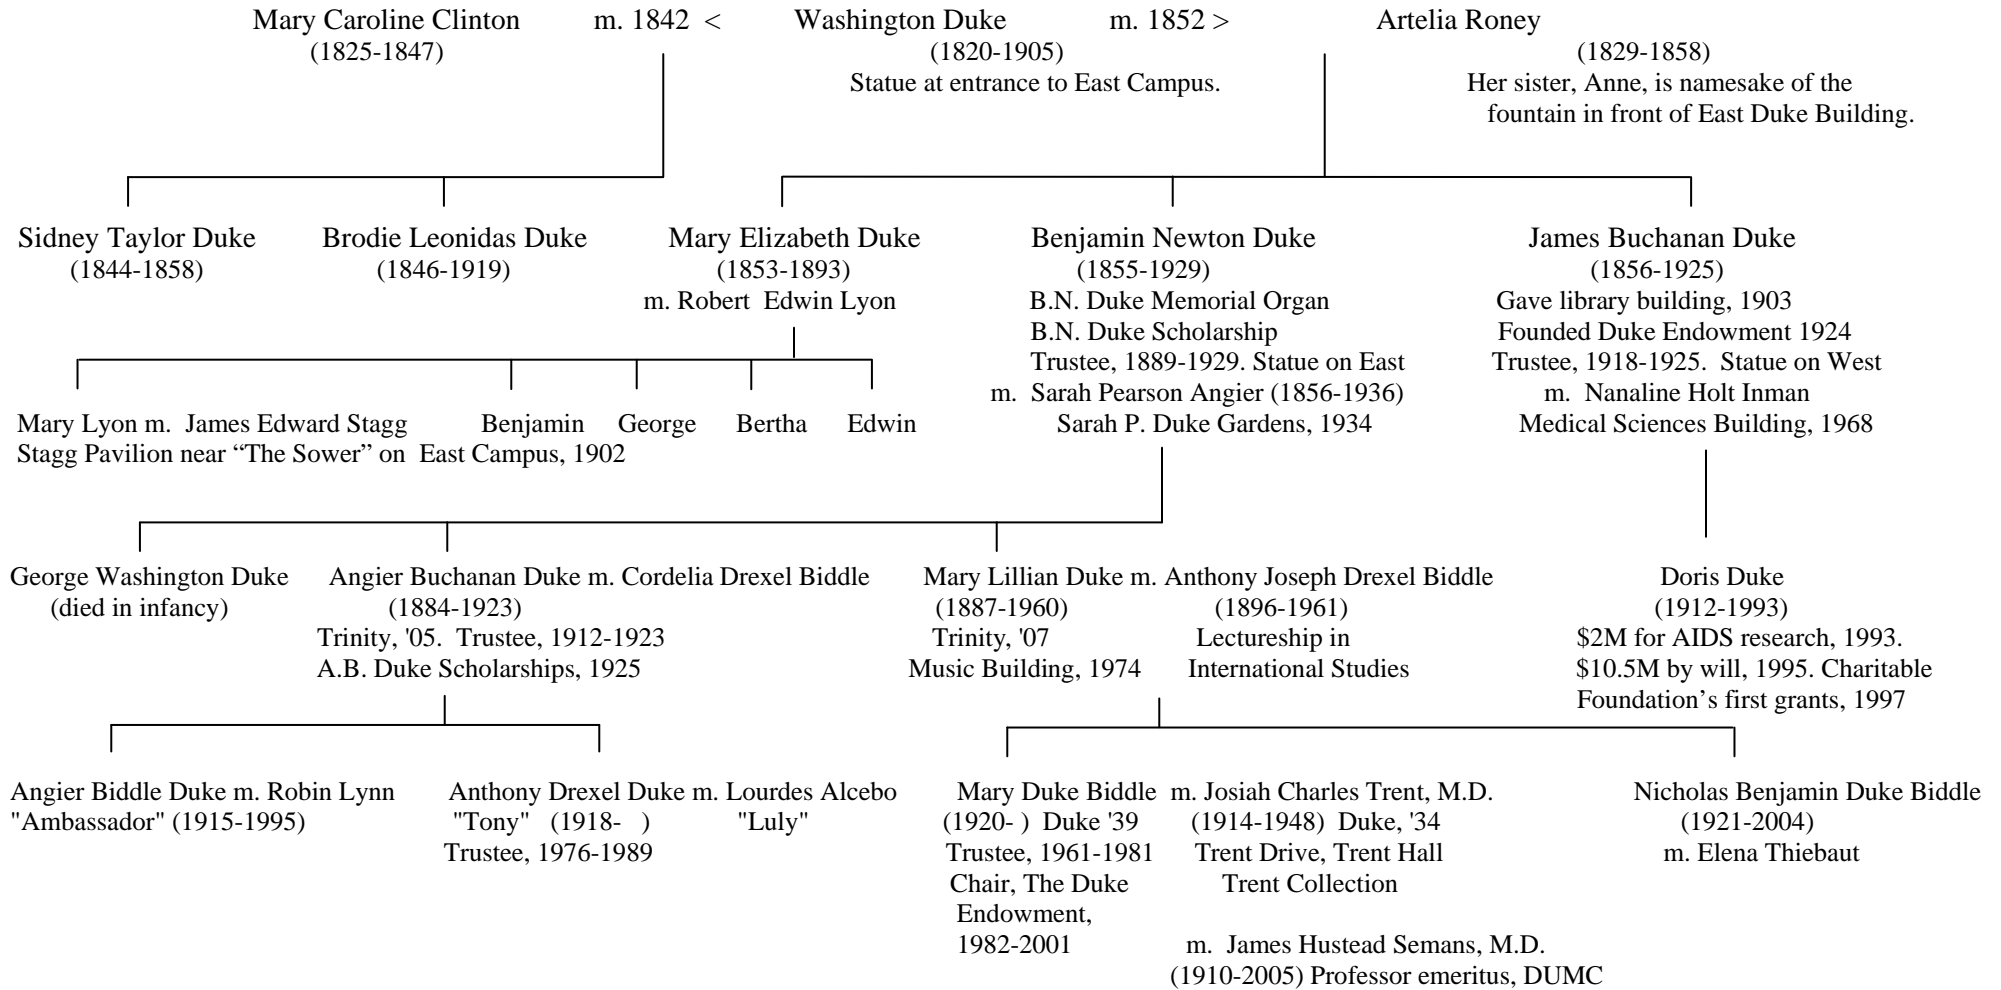 Mary Caroline Clinton m. 1842 < Washington Duke m. 1852 > Artelia Roney
(1825-1847) (1820-1905) (1829-1858)
Statue at entrance to East Campus. Her sister, Anne, is namesake of the
fountain in front of East Duke Building.
Sidney Taylor Duke Brodie Leonidas Duke Mary Elizabeth Duke Benjamin Newton Duke James Buchanan Duke
(1844-1858) (1846-1919) (1853-1893) (1855-1929) (1856-1925)
m. Robert Edwin Lyon B.N. Duke Memorial Organ Gave library building, 1903
B.N. Duke Scholarship Founded Duke Endowment 1924
Trustee, 1889-1929. Statue on East Trustee, 1918-1925. Statue on West
m. Sarah Pearson Angier (1856-1936) m. Nanaline Holt Inman
Mary Lyon m. James Edward Stagg Benjamin George Bertha Edwin Sarah P. Duke Gardens, 1934 Medical Sciences Building, 1968
Stagg Pavilion near “The Sower” on East Campus, 1902
George Washington Duke Angier Buchanan Duke m. Cordelia Drexel Biddle Mary Lillian Duke m. Anthony Joseph Drexel Biddle Doris Duke
(died in infancy) (1884-1923) (1887-1960) (1896-1961) (1912-1993)
Trinity, '05. Trustee, 1912-1923 Trinity, '07 Lectureship in $2M for AIDS research, 1993.
A.B. Duke Scholarships, 1925 Music Building, 1974 International Studies $10.5M by will, 1995. Charitable
Foundation’s first grants, 1997
Angier Biddle Duke m. Robin Lynn Anthony Drexel Duke m. Lourdes Alcebo Mary Duke Biddle m. Josiah Charles Trent, M.D. Nicholas Benjamin Duke Biddle
"Ambassador" (1915-1995) "Tony" (1918- ) "Luly" (1920- ) Duke '39 (1914-1948) Duke, '34 (1921-2004)
Trustee, 1976-1989 Trustee, 1961-1981 Trent Drive, Trent Hall m. Elena Thiebaut
Chair, The Duke Trent Collection
Endowment,
1982-2001 m. James Hustead Semans, M.D.
(1910-2005) Professor emeritus, DUMC